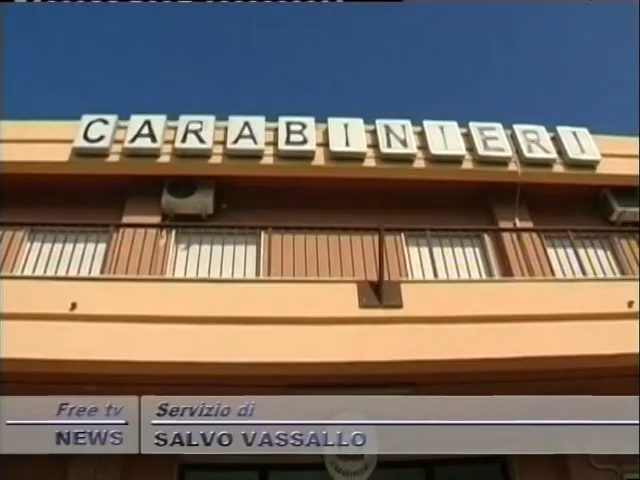 CARABINIERI
Free tv
NEWS
Servizio di
SALVO VASSALLO